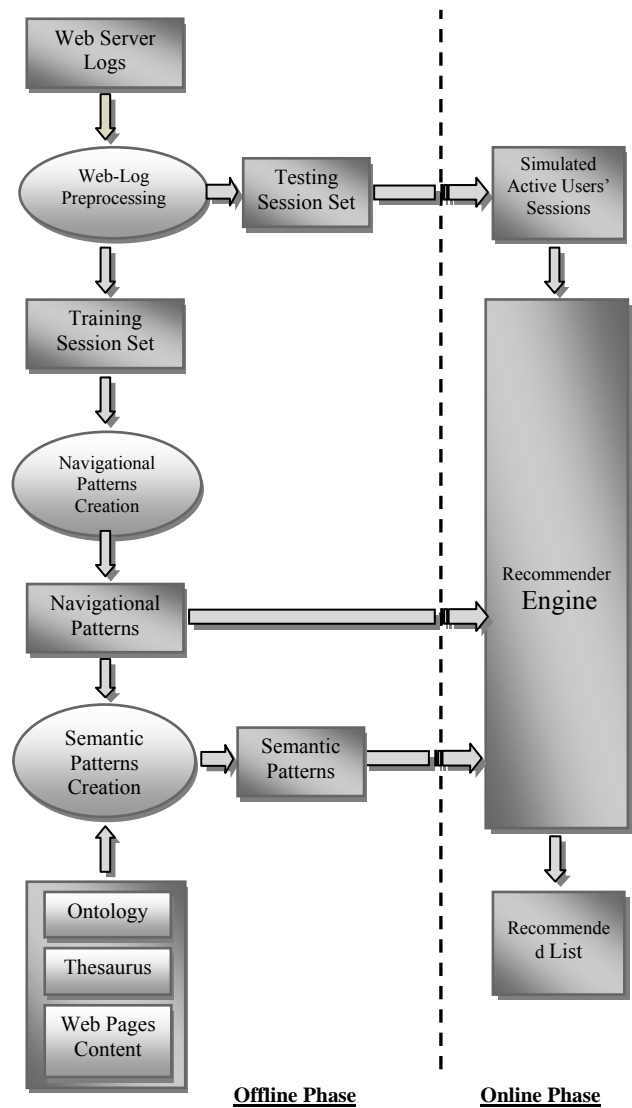 Web Server
Logs
Web-Log
Preprocessing
Testing
Session Set
Simulated
Active Users'
Sessions
Training
Session Set
Navigational
Patterns
Creation
Navigational
Patterns
Recommender
Engine
Semantic
Patterns
Creation
Semantic
Patterns
Ontology
Thesaurus
Web Pages
Content
Recommende
d List
Offline Phase
Online Phase